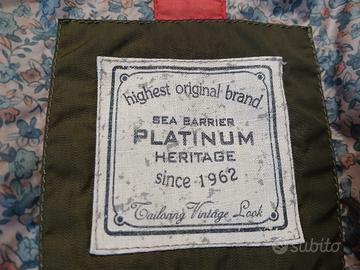 highest original brand
SEA BARRIER
PLATINUM
HERITAGE
since 1962
Tailoring Vintage Look
subito